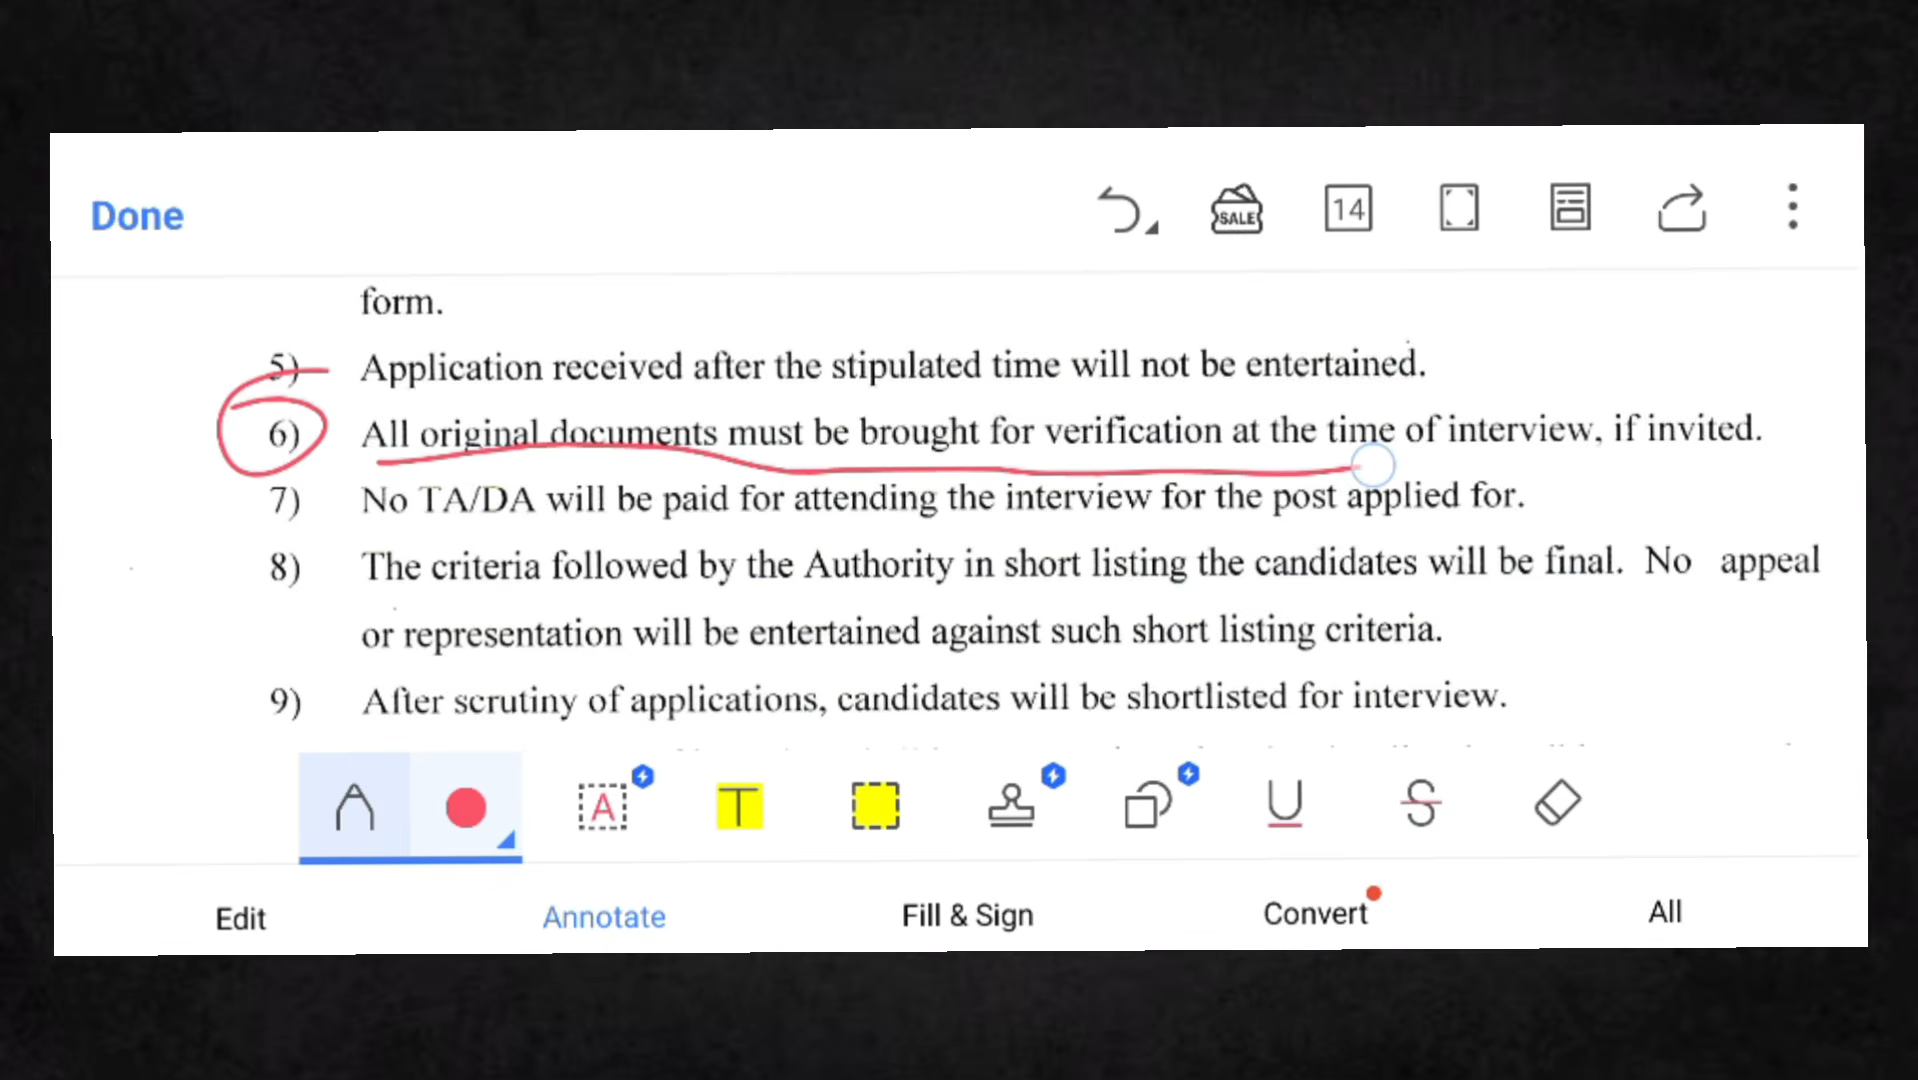 Done
SALE
14
form.
5) Application received after the stipulated time will not be entertained.
6) All original documents must be brought for verification at the time of interview, if invited.
7) No TA/DA will be paid for attending the interview for the post applied for.
8) The criteria followed by the Authority in short listing the candidates will be final. No appeal
or representation will be entertained against such short listing criteria.
9) After scrutiny of applications, candidates will be shortlisted for interview.
A T U S
Edit Annotate Fill & Sign Convert All